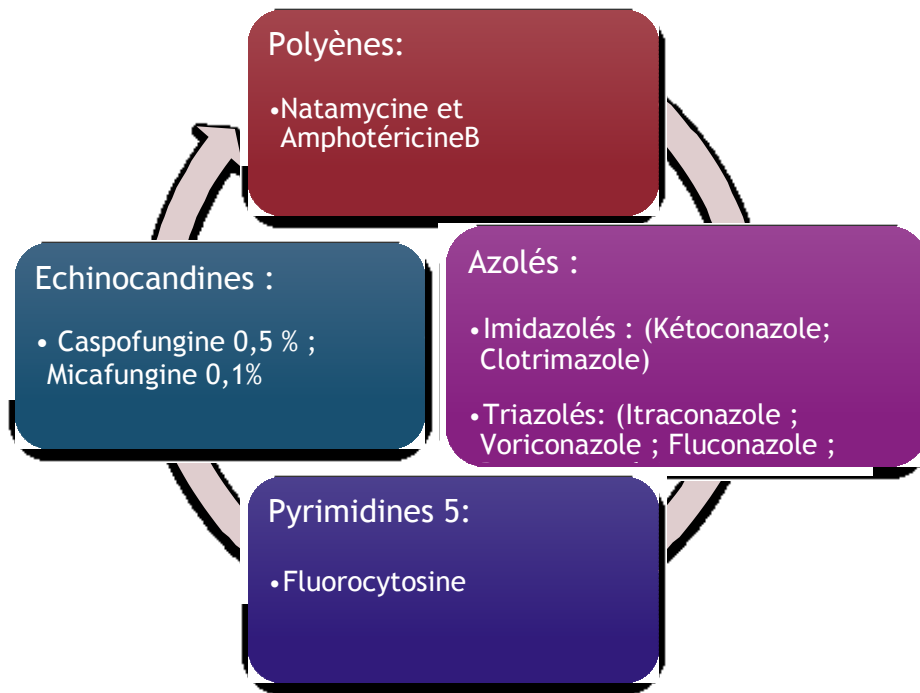 Polyènes:
•Natamycine et
AmphotéricineB
Azolés :
•Imidazolés : (Kétoconazole;
Clotrimazole)
•Triazolés: (Itraconazole ;
Voriconazole ; Fluconazole ;
Pyrimidines 5:
•Fluorocytosine
Echinocandines :
• Caspofungine 0,5 % ;
Micafungine 0,1%